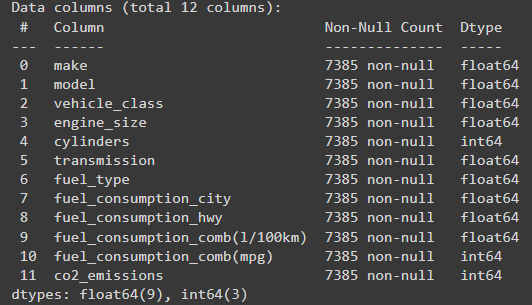 Data columns (total 12 columns):
 #   Column                         Non-Null Count  Dtype
---  ------                         --------------  -----
 0   make                           7385 non-null   float64
 1   model                          7385 non-null   float64
 2   vehicle_class                  7385 non-null   float64
 3   engine_size                    7385 non-null   float64
 4   cylinders                      7385 non-null   int64
 5   transmission                   7385 non-null   float64
 6   fuel_type                      7385 non-null   float64
 7   fuel_consumption_city          7385 non-null   float64
 8   fuel_consumption_hwy           7385 non-null   float64
 9   fuel_consumption_comb(l/100km) 7385 non-null   float64
 10  fuel_consumption_comb(mpg)     7385 non-null   int64
 11  co2_emissions                  7385 non-null   int64
dtypes: float64(9), int64(3)